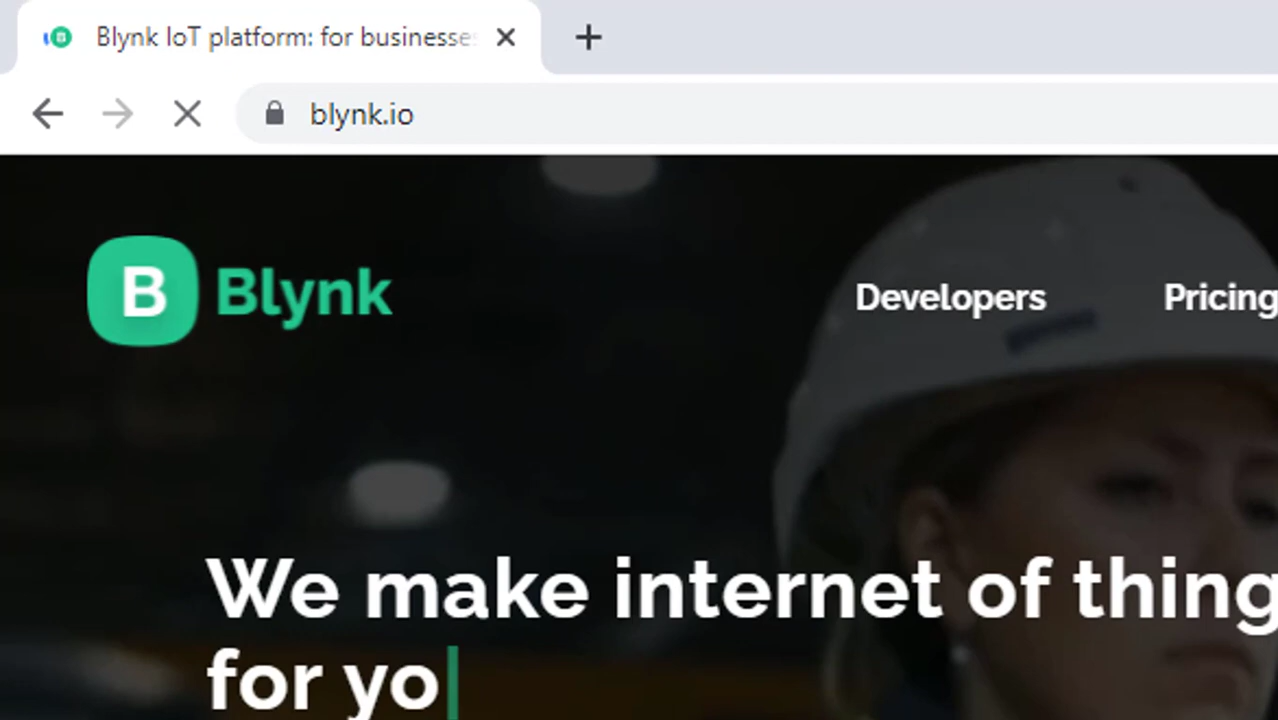 Blynk IoT platform: for businesse
blynk.io
B Blynk
Developers
Pricing
We make internet of thing
for yo